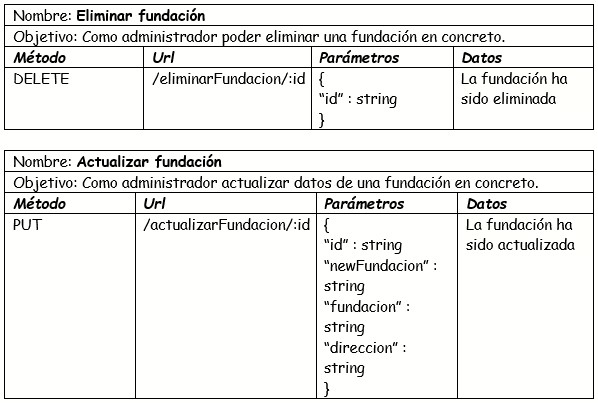 Nombre: Eliminar fundación
Objetivo: Como administrador poder eliminar una fundación en concreto.
Método Url Parámetros Datos
DELETE /eliminarFundacion/:id { La fundación ha
“id” : string sido eliminada
}
Nombre: Actualizar fundación
Objetivo: Como administrador actualizar datos de una fundación en concreto.
Método Url Parámetros Datos
PUT /actualizarFundacion/:id { La fundación ha
“id” : string sido actualizada
“newFundacion” :
string
“fundacion” :
string
“direccion” :
string
}